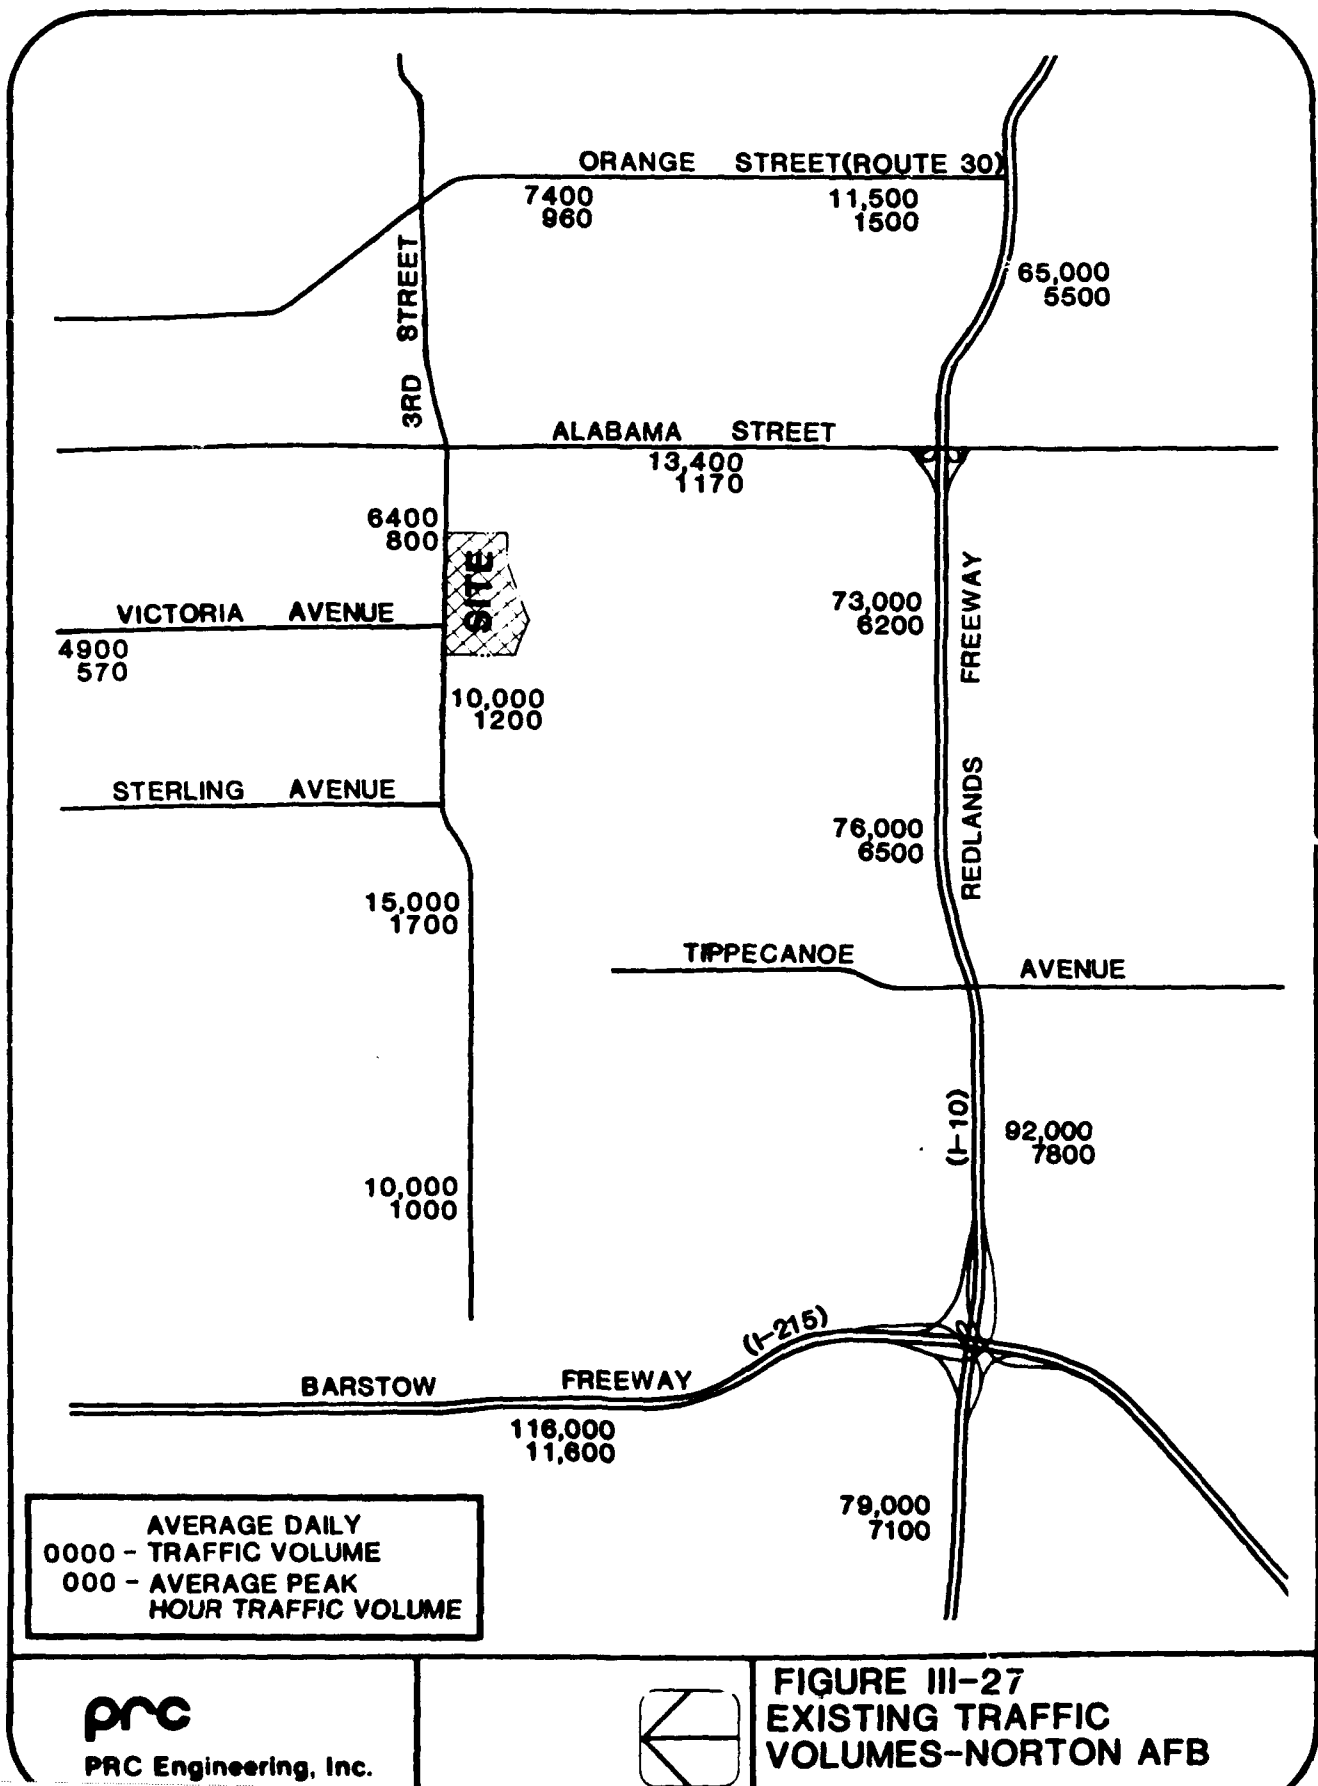 ORANGE STREET(ROUTE 30)
7400
960
11,500
1500
3RD STREET
65,000
5500
ALABAMA STREET
13,400
1170
6400
800
SITE
VICTORIA AVENUE
4900
570
73,000
6200
REDLANDS FREEWAY
10,000
1200
STERLING AVENUE
76,000
6500
15,000
1700
TIPPECANOE AVENUE
(I-10)
92,000
7800
10,000
1000
(I-215)
BARSTOW FREEWAY
116,000
11,600
79,000
7100
AVERAGE DAILY
0000 - TRAFFIC VOLUME
000 - AVERAGE PEAK
HOUR TRAFFIC VOLUME
prc
PRC Engineering, Inc.
FIGURE III-27
EXISTING TRAFFIC
VOLUMES-NORTON AFB